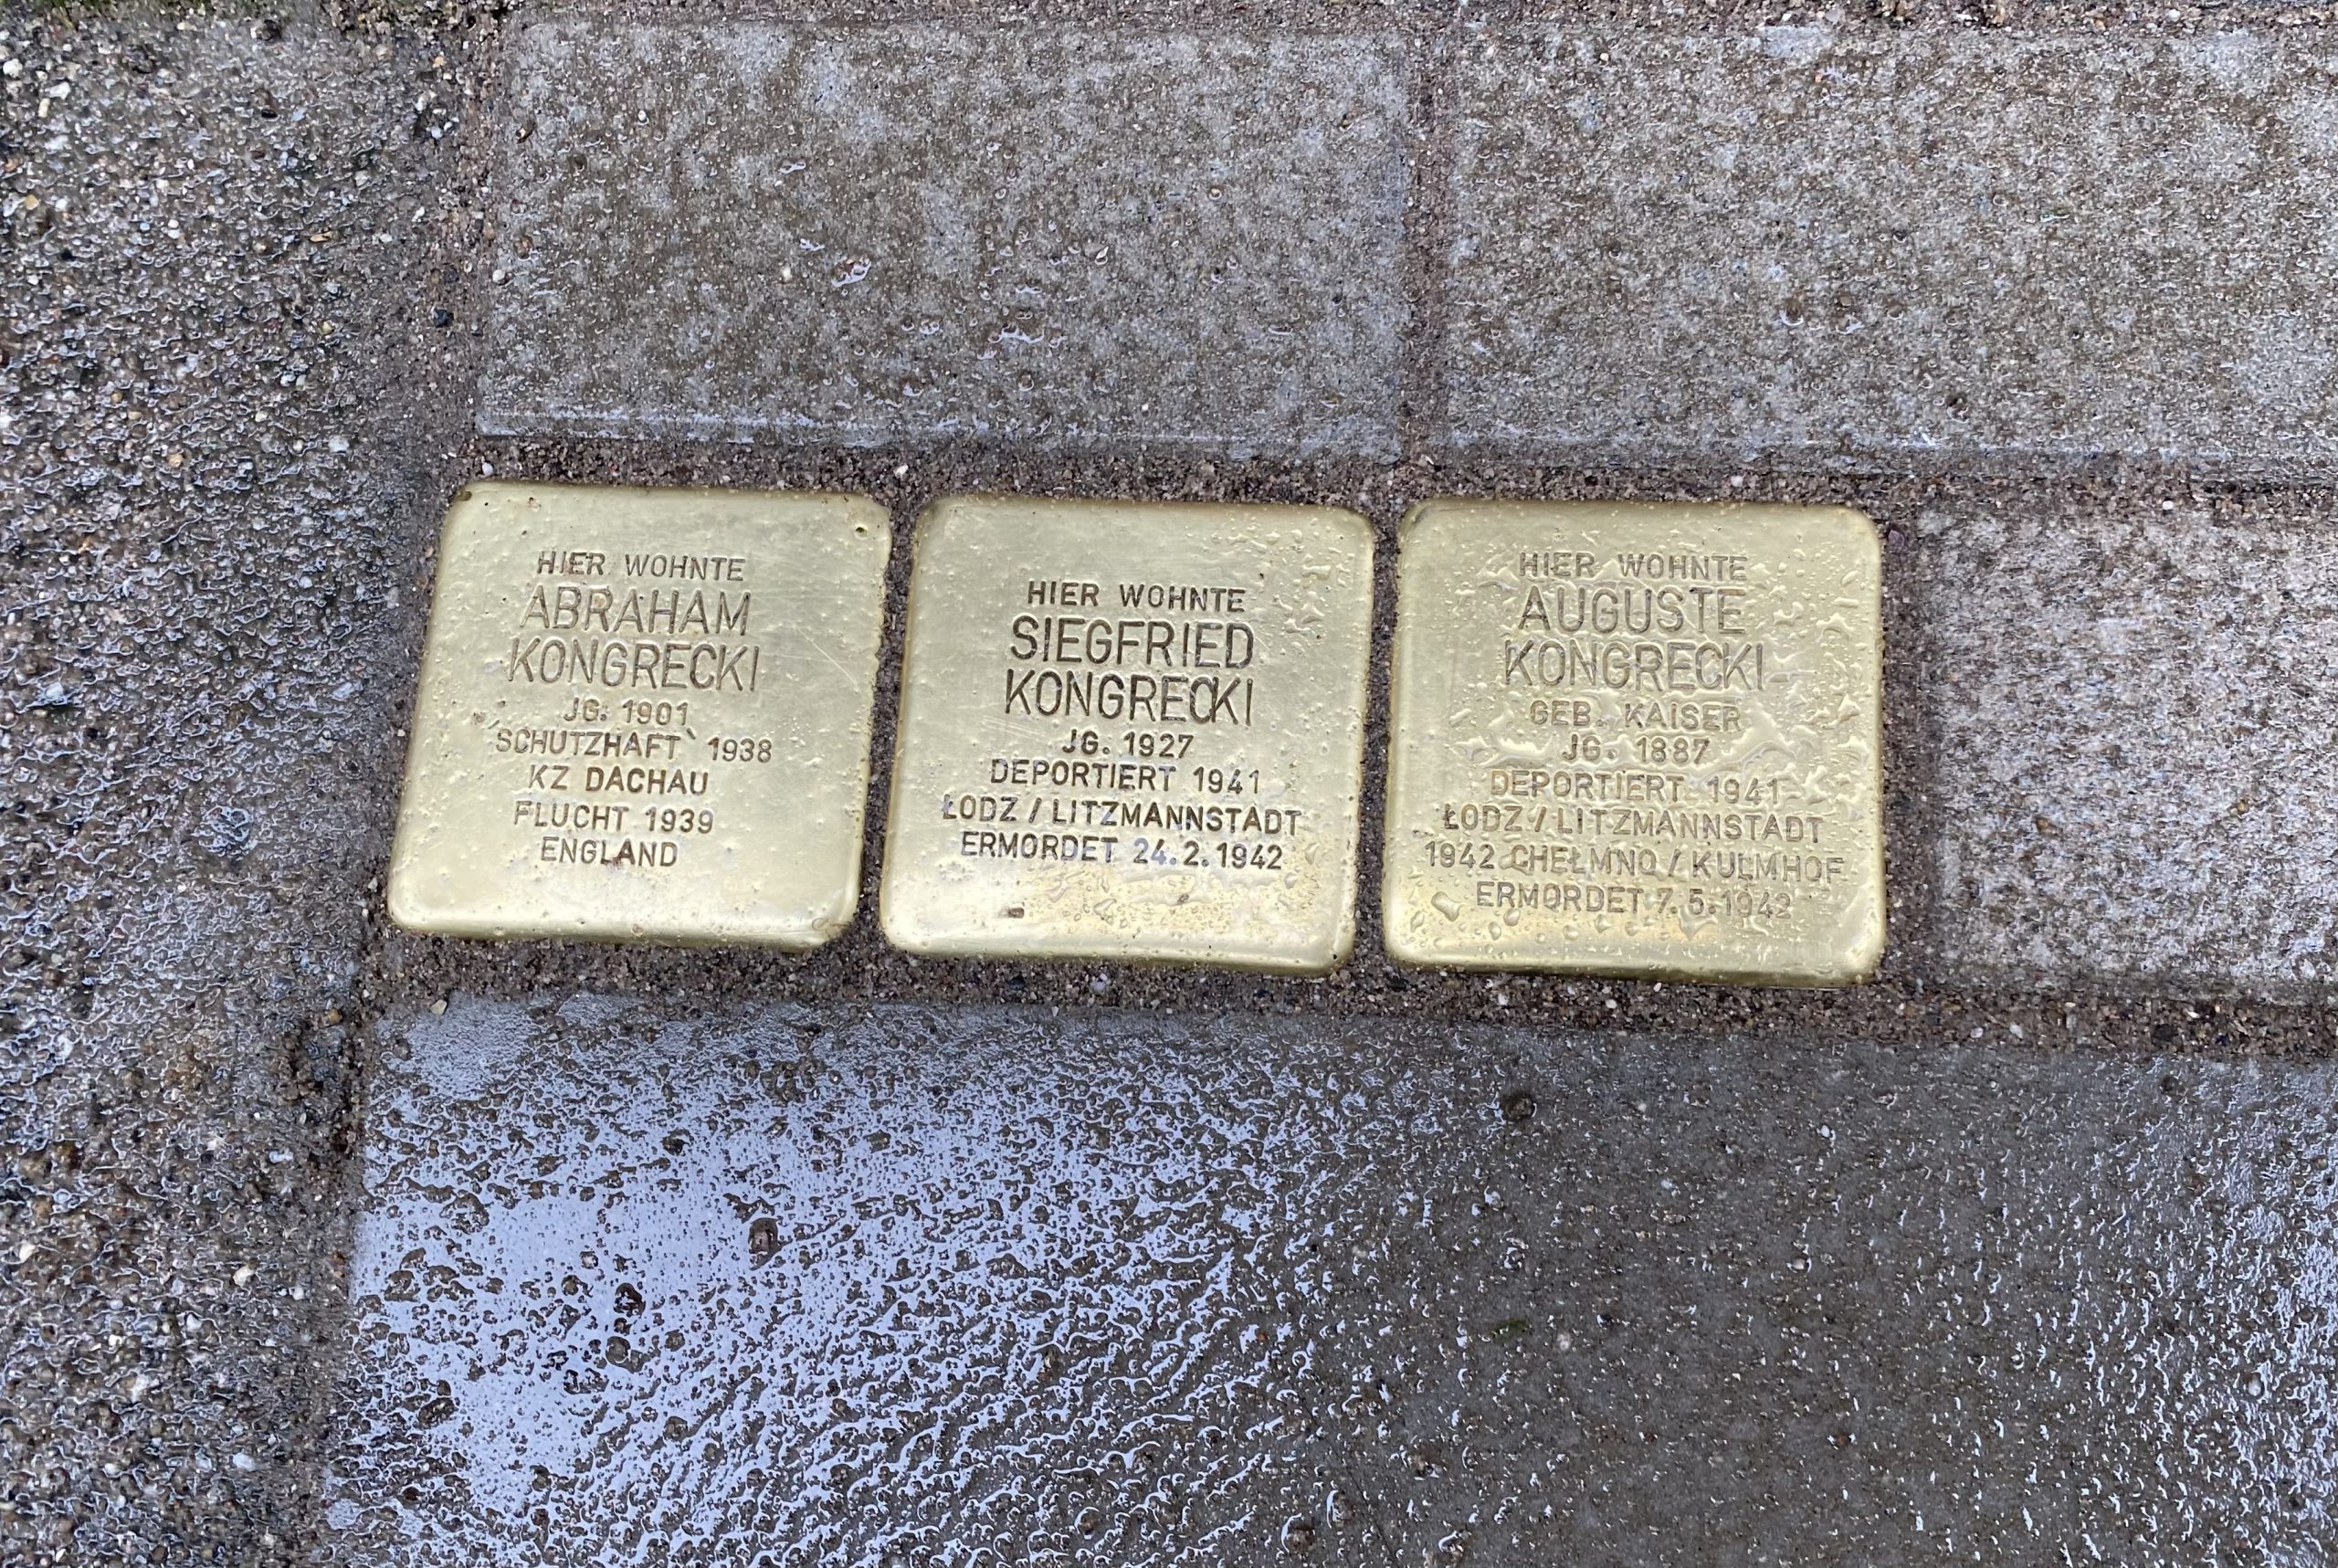 HIER WOHNTE
ABRAHAM
KONGRECKI
JG. 1901
'SCHUTZHAFT' 1938
KZ DACHAU
FLUCHT 1939
ENGLAND
HIER WOHNTE
SIEGFRIED
KONGRECKI
JG. 1927
DEPORTIERT 1941
ŁODZ / LITZMANNSTADT
ERMORDET 24.2.1942
HIER WOHNTE
AUGUSTE
KONGRECKI
GEB. KAISER
JG. 1887
DEPORTIERT 1941
ŁODZ / LITZMANNSTADT
1942 CHEŁMNO / KULMHOF
ERMORDET 7.5.1942